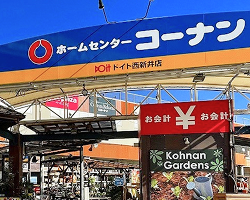 ホームセンター コーナン
DOit ドイト西新井店
お会計 ¥ お会計
Kohnan
Gardens